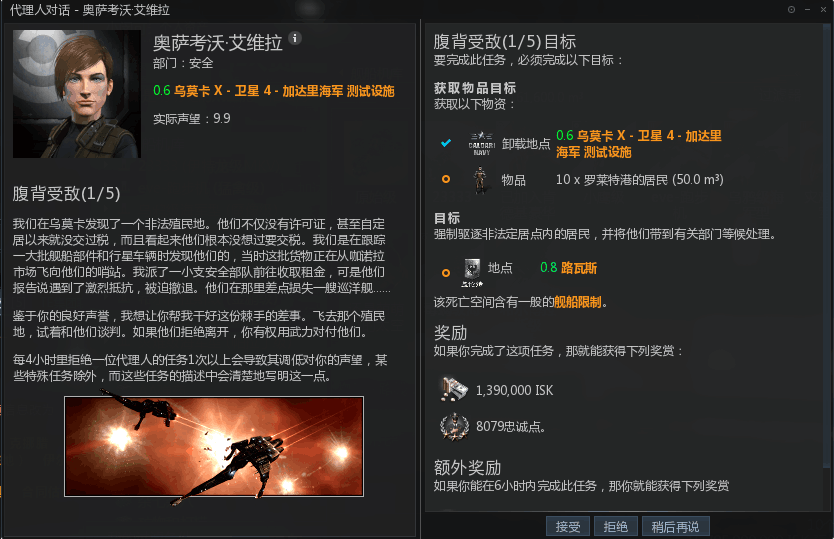 代理人对话 - 奥萨考沃·艾维拉
奥萨考沃·艾维拉
部门：安全
0.6 乌莫卡 X - 卫星 4 - 加达里海军 测试设施
实际声望：9.9
腹背受敌(1/5)
我们在乌莫卡发现了一个非法殖民地。他们不仅没有许可证，甚至自定
居以来就没交过税，而且看起来他们根本没想过要交税。我们是在跟踪
一大批舰船部件和行星车辆时发现他们的，当时这批货物正在从咖诺拉
市场飞向他们的哨站。我派了一小支安全部队前往收取租金，可是他们
报告说遇到了激烈抵抗，被迫撤退。他们在那里差点损失一艘巡洋舰......
鉴于你的良好声誉，我想让你帮我干好这份棘手的差事。飞去那个殖民
地，试着和他们谈判。如果他们拒绝离开，你有权用武力对付他们。
每4小时里拒绝一位代理人的任务1次以上会导致其调低对你的声望，某
些特殊任务除外，而这些任务的描述中会清楚地写明这一点。
腹背受敌(1/5)目标
要完成此任务，必须完成以下目标：
获取物品目标
获取以下物资：
CALDARI
NAVY
卸载地点
0.6 乌莫卡 X - 卫星 4 - 加达里
海军 测试设施
物品
10 x 罗莱特港的居民 (50.0 m³)
目标
强制驱逐非法定居点内的居民，并将他们带到有关部门等候处理。
地点
0.8 路瓦斯
该死亡空间含有一般的舰船限制。
奖励
如果你完成了这项任务，那就能获得下列奖赏：
1,390,000 ISK
8079忠诚点。
额外奖励
如果你能在6小时内完成此任务，那你就能获得下列奖赏
接受
拒绝
稍后再说